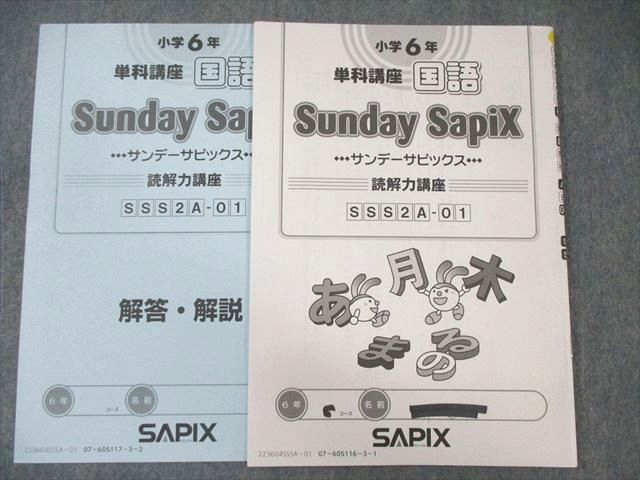 小学6年
単科講座 国語
Sunday Sap
サンデーサピックス
読解力講座
SSS2A-01
解答・解説
6年
コース
名前
SAPIX
223604SSSA-01 07-605117-3-2
小学6年
単科講座 国語
Sunday SapiX
サンデーサピックス
読解力講座
SSS2A-01
あ 月 木
まのる
6年
コース
名前
SAPIX
223604SSSA-01 07-605116-3-1